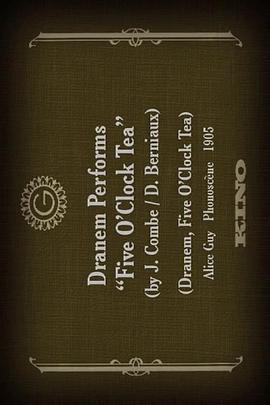 G
Dranem Performs
“Five O’Clock Tea”
(by J. Combe / D. Berniaux)
(Dranem, Five O’Clock Tea)
Alice Guy Phonoscène 1905
KINO